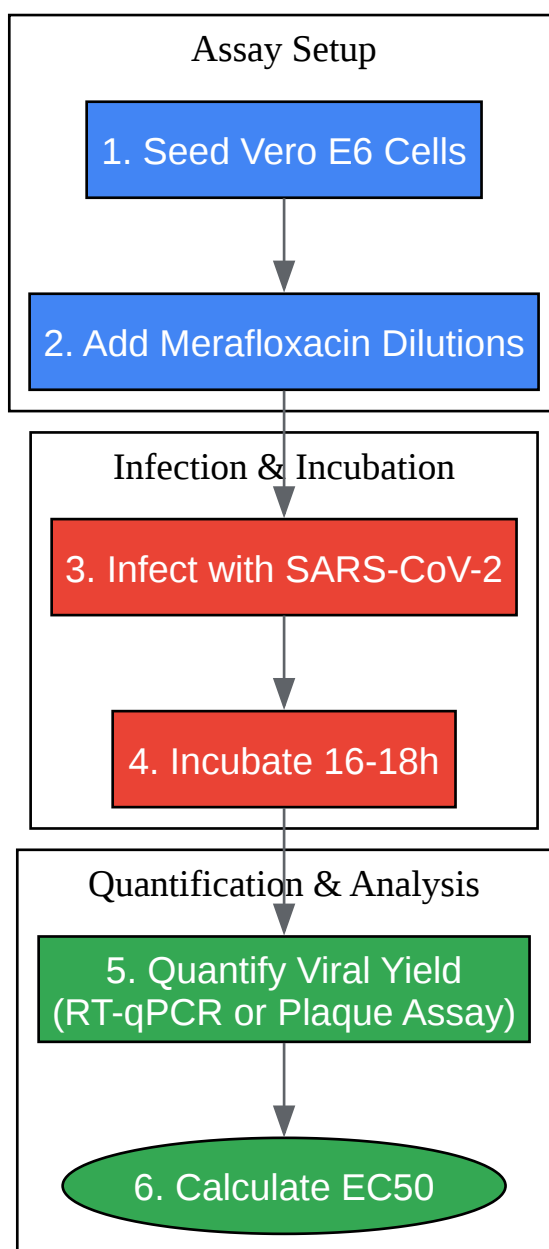 Assay Setup
1. Seed Vero E6 Cells
2. Add Merafloxacin Dilutions
Infection & Incubation
3. Infect with SARS-CoV-2
4. Incubate 16-18h
Quantification & Analysis
5. Quantify Viral Yield
(RT-qPCR or Plaque Assay)
6. Calculate EC50